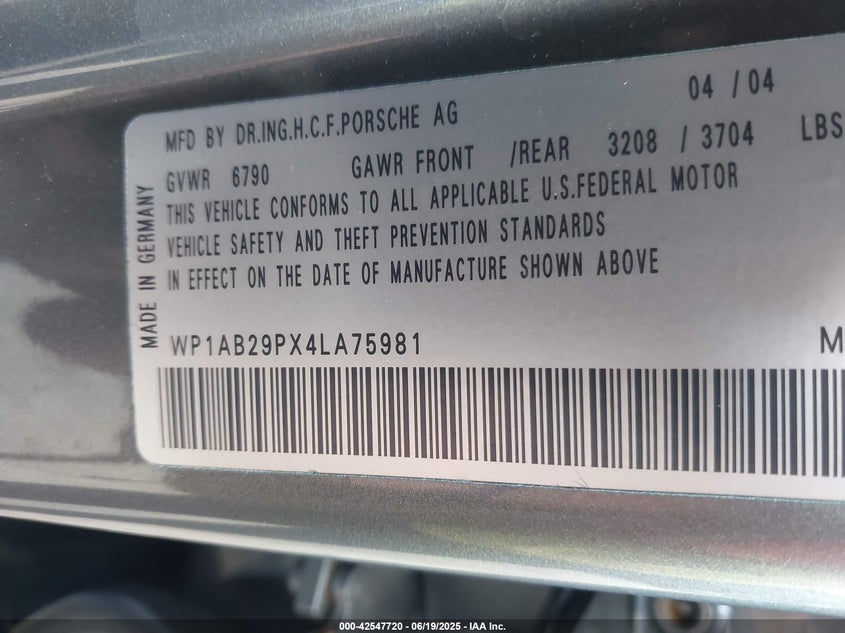 04 / 04
MFD BY DR.ING.H.C.F.PORSCHE AG
GVWR 6790 GAWR FRONT /REAR 3208 / 3704 LBS
THIS VEHICLE CONFORMS TO ALL APPLICABLE U.S.FEDERAL MOTOR
VEHICLE SAFETY AND THEFT PREVENTION STANDARDS
IN EFFECT ON THE DATE OF MANUFACTURE SHOWN ABOVE
MADE IN GERMANY
WP1AB29PX4LA75981 M
000-42547720 - 06/19/2025 - IAA Inc.